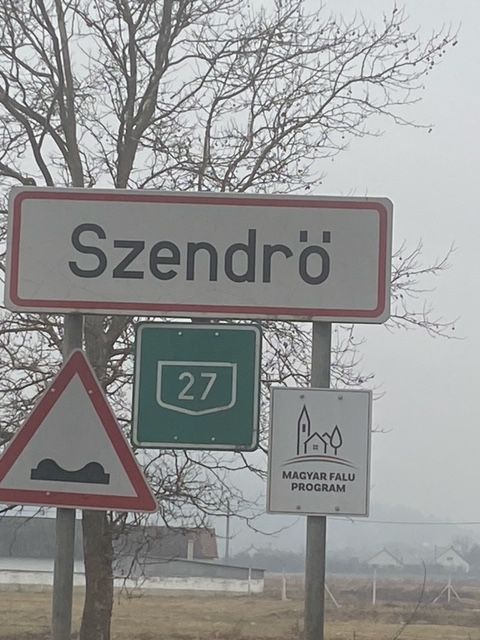 Szendrö
27
MAGYAR FALU
PROGRAM